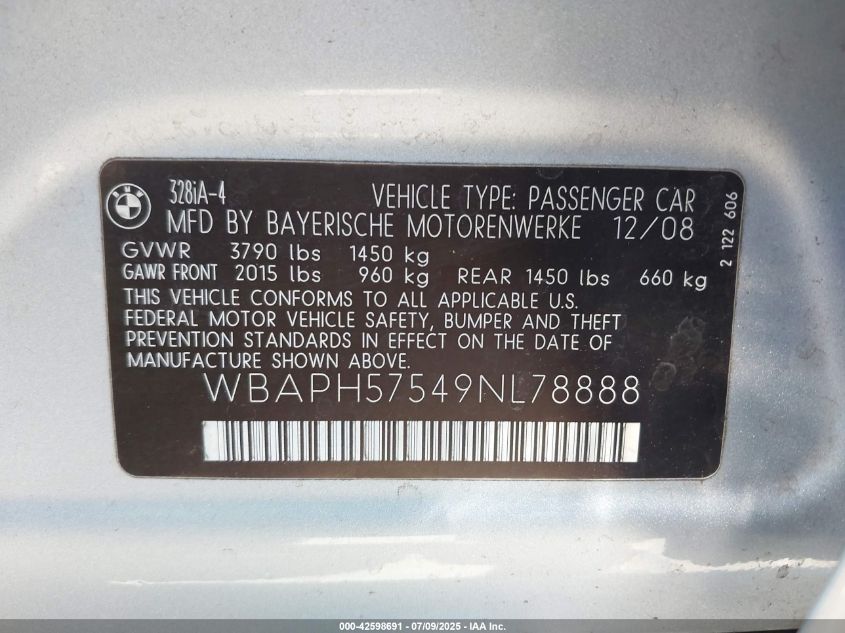 BMW
328iA-4 VEHICLE TYPE: PASSENGER CAR
MFD BY BAYERISCHE MOTORENWERKE 12/08
GVWR 3790 lbs 1450 kg
GAWR FRONT 2015 lbs 960 kg REAR 1450 lbs 660 kg
THIS VEHICLE CONFORMS TO ALL APPLICABLE U.S.
FEDERAL MOTOR VEHICLE SAFETY, BUMPER AND THEFT
PREVENTION STANDARDS IN EFFECT ON THE DATE OF
MANUFACTURE SHOWN ABOVE.
WBAPH57549NL78888
2 122 606
000-42598691 - 07/09/2025 - IAA Inc.